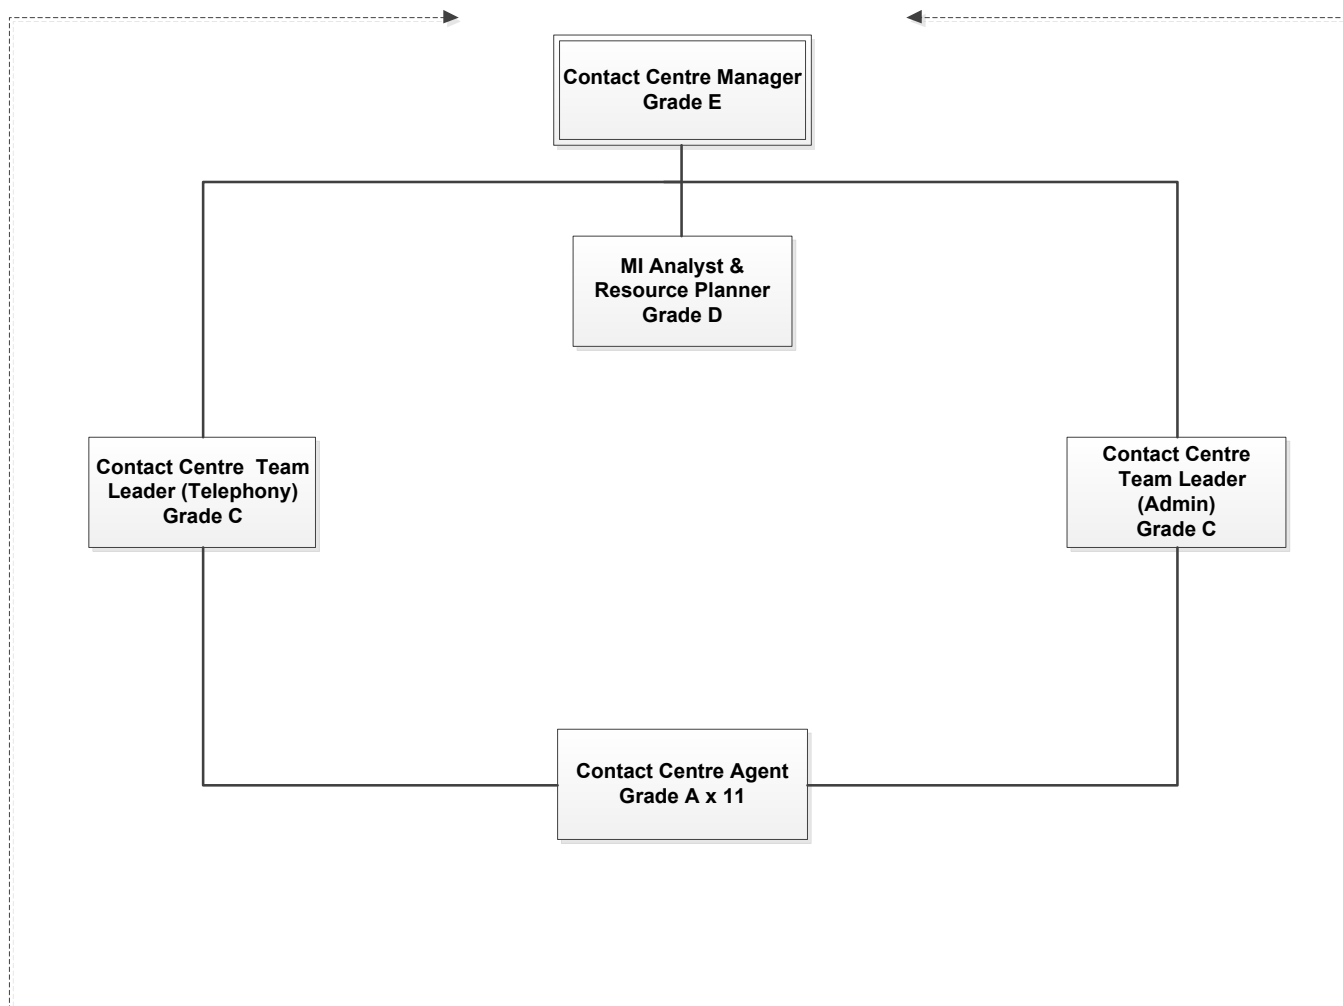 Contact Centre Manager
Grade E
MI Analyst &
Resource Planner
Grade D
Contact Centre Team
Leader (Telephony)
Grade C
Contact Centre
Team Leader
(Admin)
Grade C
Contact Centre Agent
Grade A x 11